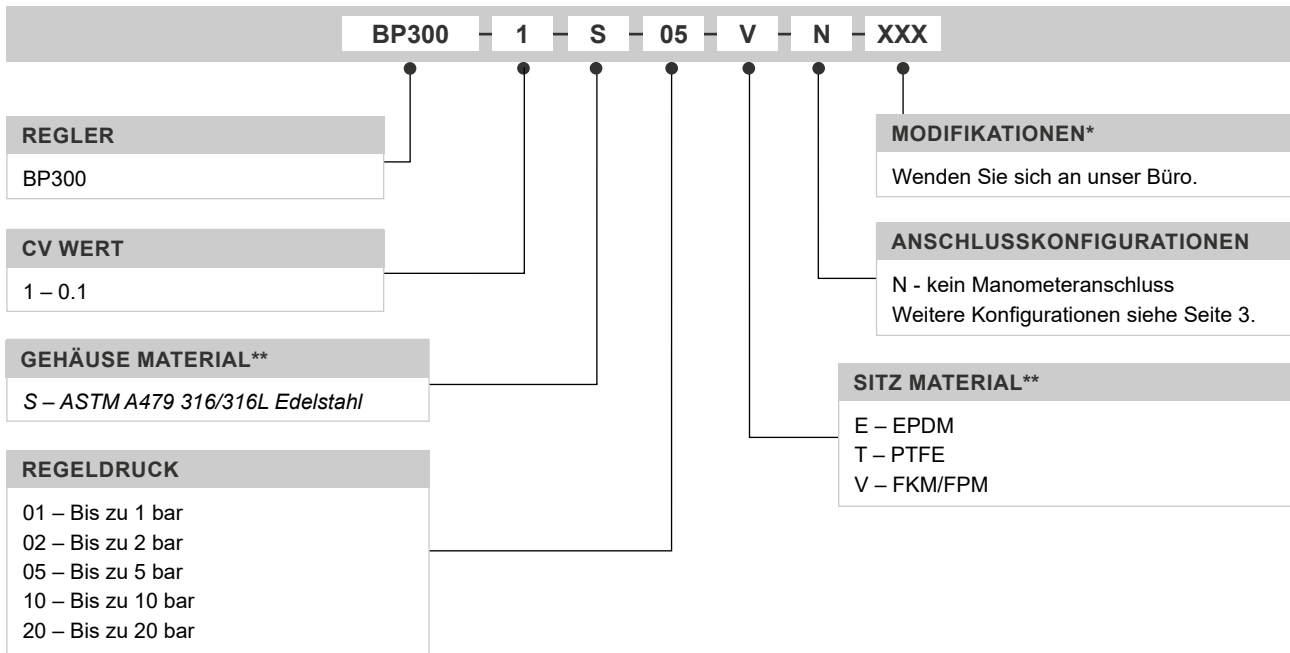 BP300 – 1 – S – 05 – V – N – XXX
REGLER
BP300
CV WERT
1 – 0.1
GEHÄUSE MATERIAL**
S – ASTM A479 316/316L Edelstahl
REGELDRUCK
01 – Bis zu 1 bar
02 – Bis zu 2 bar
05 – Bis zu 5 bar
10 – Bis zu 10 bar
20 – Bis zu 20 bar
MODIFIKATIONEN*
Wenden Sie sich an unser Büro.
ANSCHLUSSKONFIGURATIONEN
N - kein Manometeranschluss
Weitere Konfigurationen siehe Seite 3.
SITZ MATERIAL**
E – EPDM
T – PTFE
V – FKM/FPM